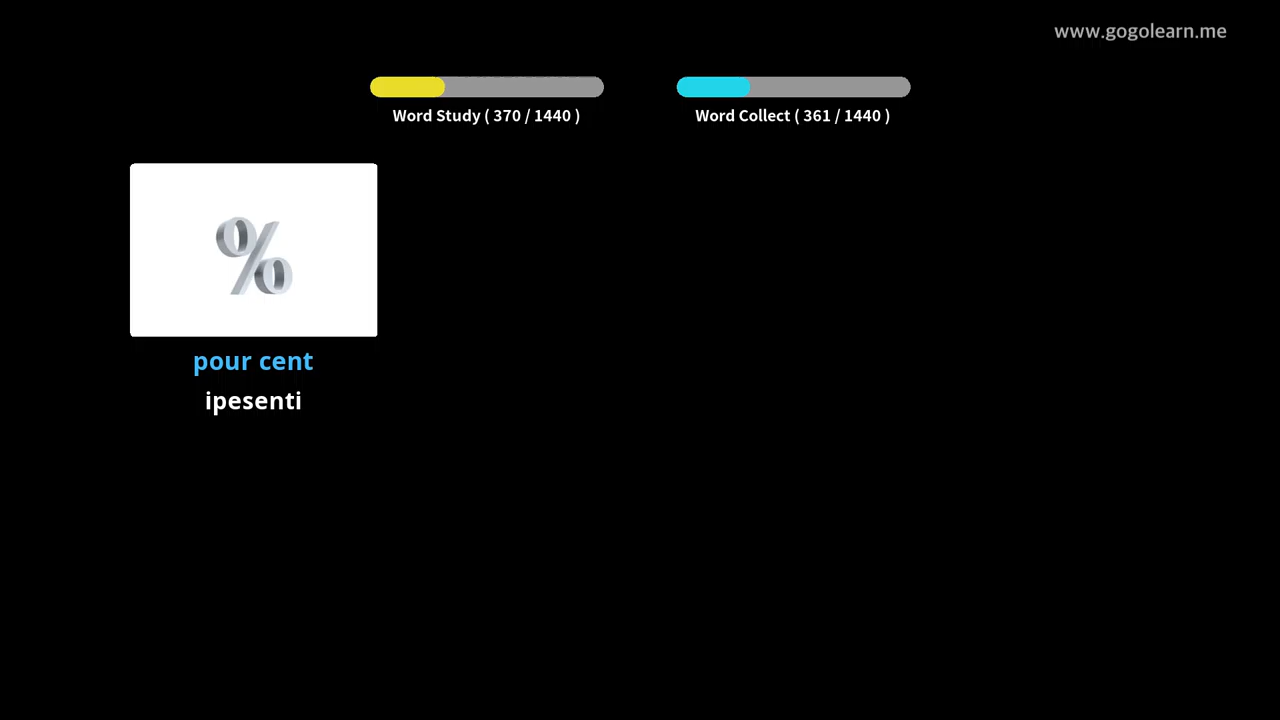 www.gogolearn.me
Word Study ( 370 / 1440 )
Word Collect ( 361 / 1440 )
%
pour cent
ipesenti